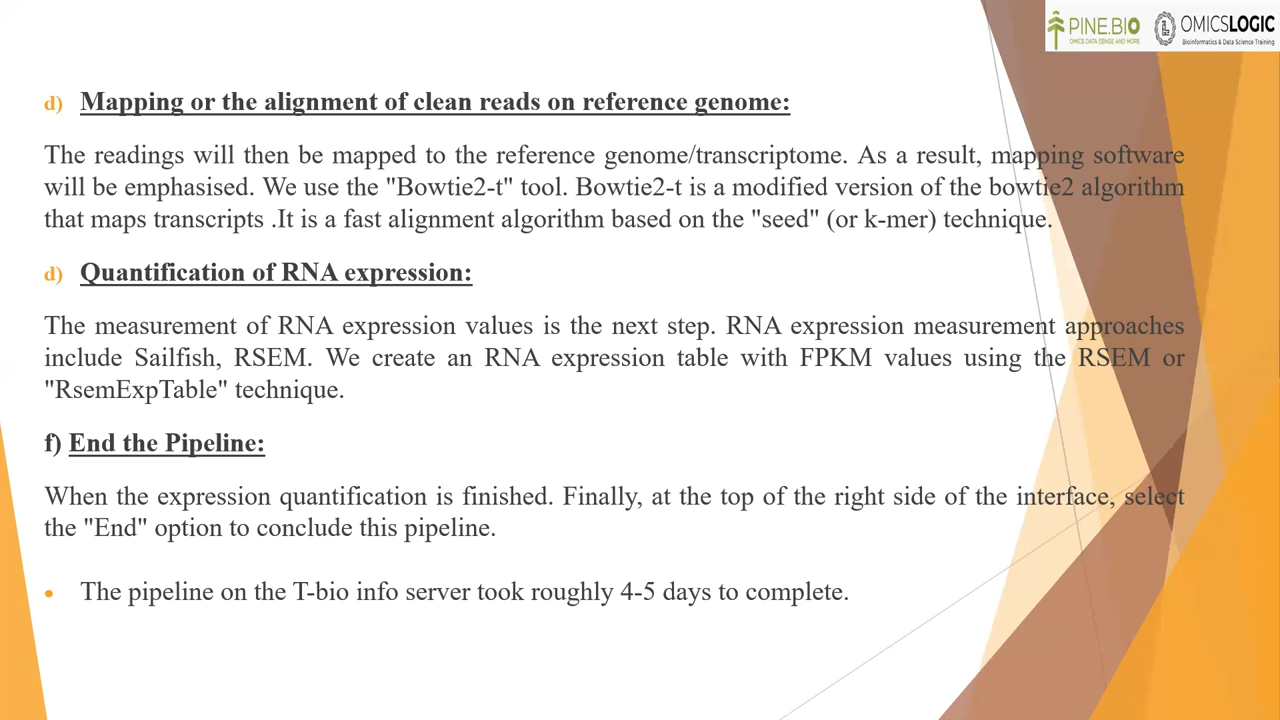 PINE.BIO
OMICS DATA SENSE AND MORE
OMICSLOGIC
Bioinformatics & Data Science Training
d) Mapping or the alignment of clean reads on reference genome:
The readings will then be mapped to the reference genome/transcriptome. As a result, mapping software
will be emphasised. We use the "Bowtie2-t" tool. Bowtie2-t is a modified version of the bowtie2 algorithm
that maps transcripts .It is a fast alignment algorithm based on the "seed" (or k-mer) technique.
d) Quantification of RNA expression:
The measurement of RNA expression values is the next step. RNA expression measurement approaches
include Sailfish, RSEM. We create an RNA expression table with FPKM values using the RSEM or
"RsemExpTable" technique.
f) End the Pipeline:
When the expression quantification is finished. Finally, at the top of the right side of the interface, select
the "End" option to conclude this pipeline.
• The pipeline on the T-bio info server took roughly 4-5 days to complete.